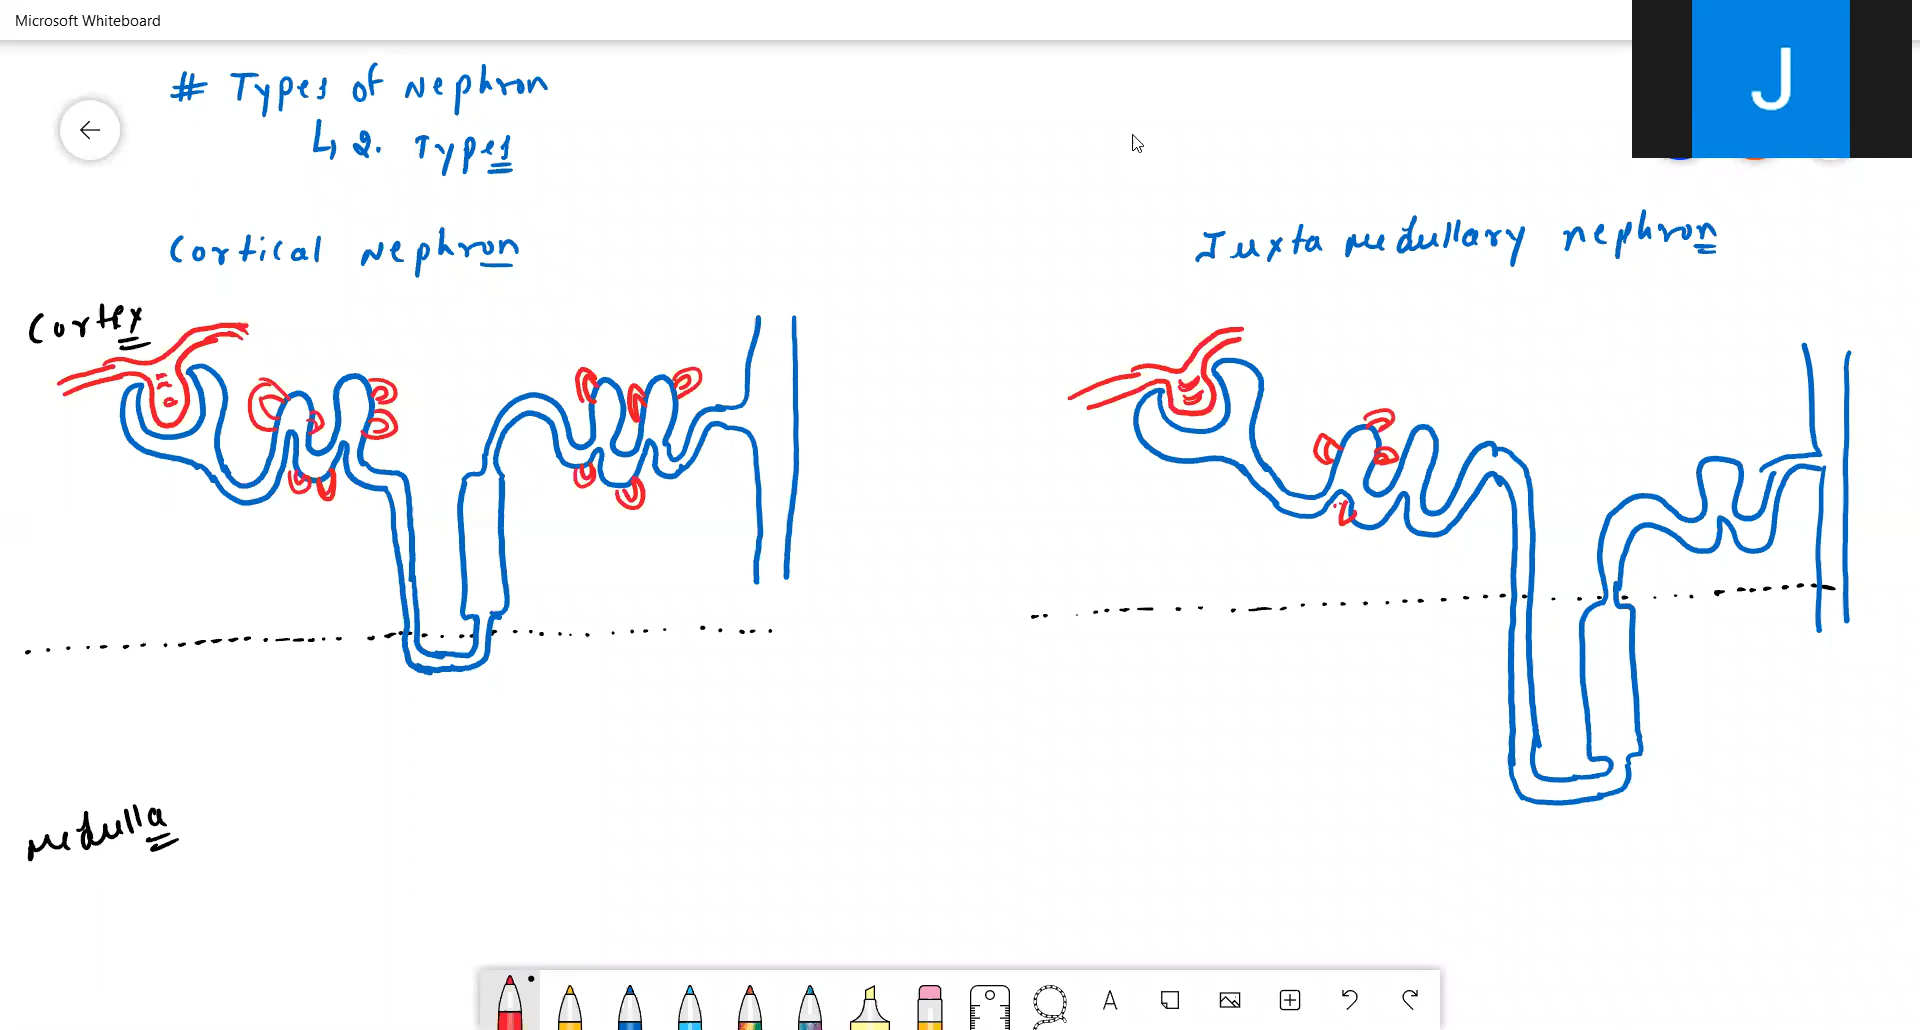 Microsoft Whiteboard
J
# Types of Nephron
↳ 2. Types
Cortical Nephron
Juxta medullary nephron
Cortex
medulla
A